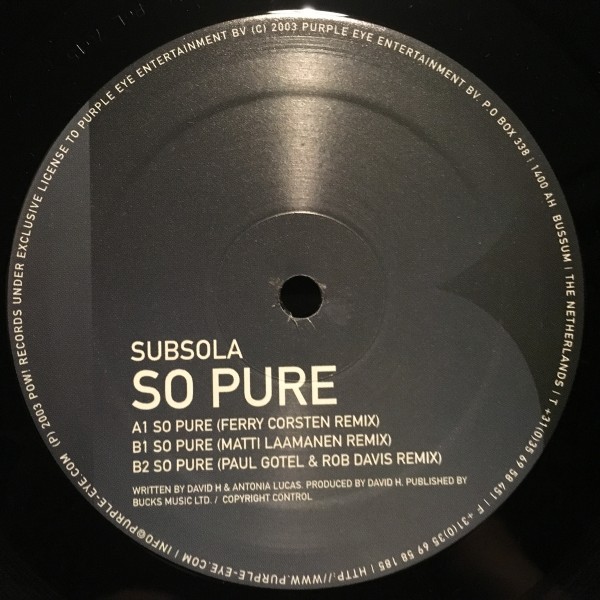 (P) 2003 POW! RECORDS UNDER EXCLUSIVE LICENSE TO PURPLE EYE ENTERTAINMENT BV (C) 2003 PURPLE EYE ENTERTAINMENT BV. P.O BOX 338 | 1400 AH BUSSUM | THE NETHERLANDS | T +31(0)35 69 58 451 | F +31(0)35 69 58 185 | HTTP://WWW.PURPLE-EYE.COM | INFO@PURPLE-EYE.COM
SUBSOLA
SO PURE
A1 SO PURE (FERRY CORSTEN REMIX)
B1 SO PURE (MATTI LAAMANEN REMIX)
B2 SO PURE (PAUL GOTEL & ROB DAVIS REMIX)
WRITTEN BY DAVID H & ANTONIA LUCAS. PRODUCED BY DAVID H. PUBLISHED BY
BUCKS MUSIC LTD. / COPYRIGHT CONTROL
B